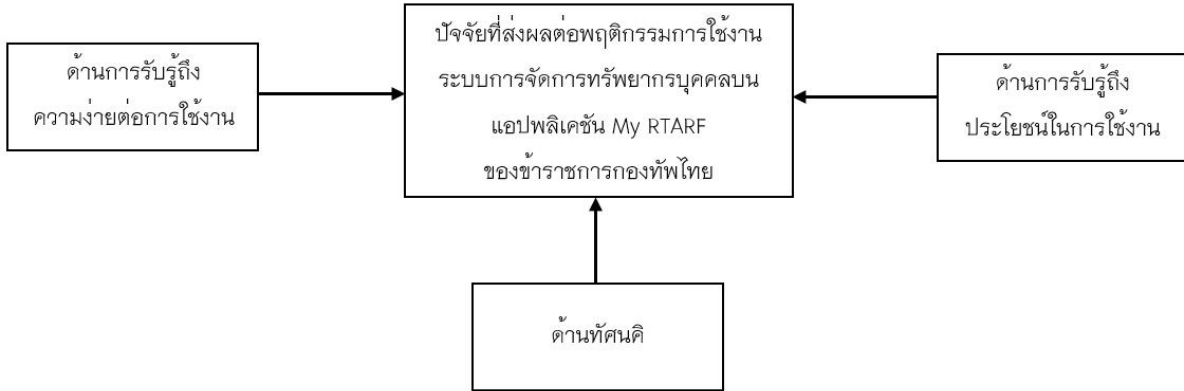 ปัจจัยที่ส่งผลต่อพฤติกรรมการใช้งาน
ระบบการจัดการทรัพยากรบุคคลบน
แอปพลิเคชัน My RTARF
ของข้าราชการกองทัพไทย
ด้านการรับรู้ถึง
ความง่ายต่อการใช้งาน
ด้านการรับรู้ถึง
ประโยชน์ในการใช้งาน
ด้านทัศนคิ